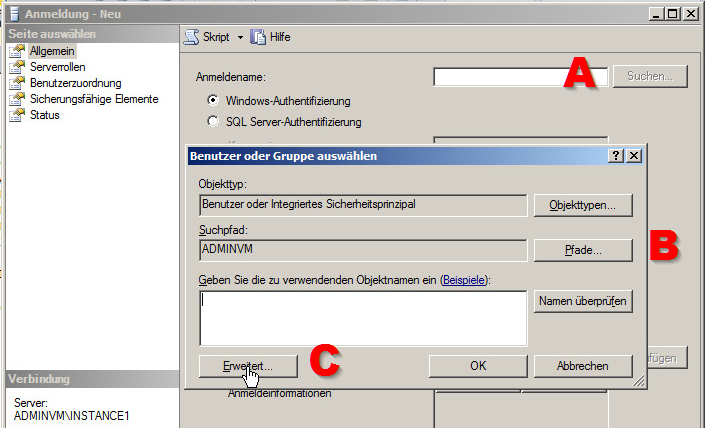 Anmeldung - Neu
Seite auswählen
Allgemein
Serverrollen
Benutzerzuordnung
Sicherungsfähige Elemente
Status
Skript
Hilfe
Anmeldename:
A
Suchen...
Windows-Authentifizierung
SQL Server-Authentifizierung
Benutzer oder Gruppe auswählen
Objekttyp:
Benutzer oder Integriertes Sicherheitsprinzipal
Objekttypen...
Suchpfad:
ADMINVM
Pfade...
B
Geben Sie die zu verwendenden Objektnamen ein (Beispiele):
Namen überprüfen
Erweitert...
C
OK
Abbrechen
Anmeldeinformationen
Verbindung
Server:
ADMINVM\INSTANCE1